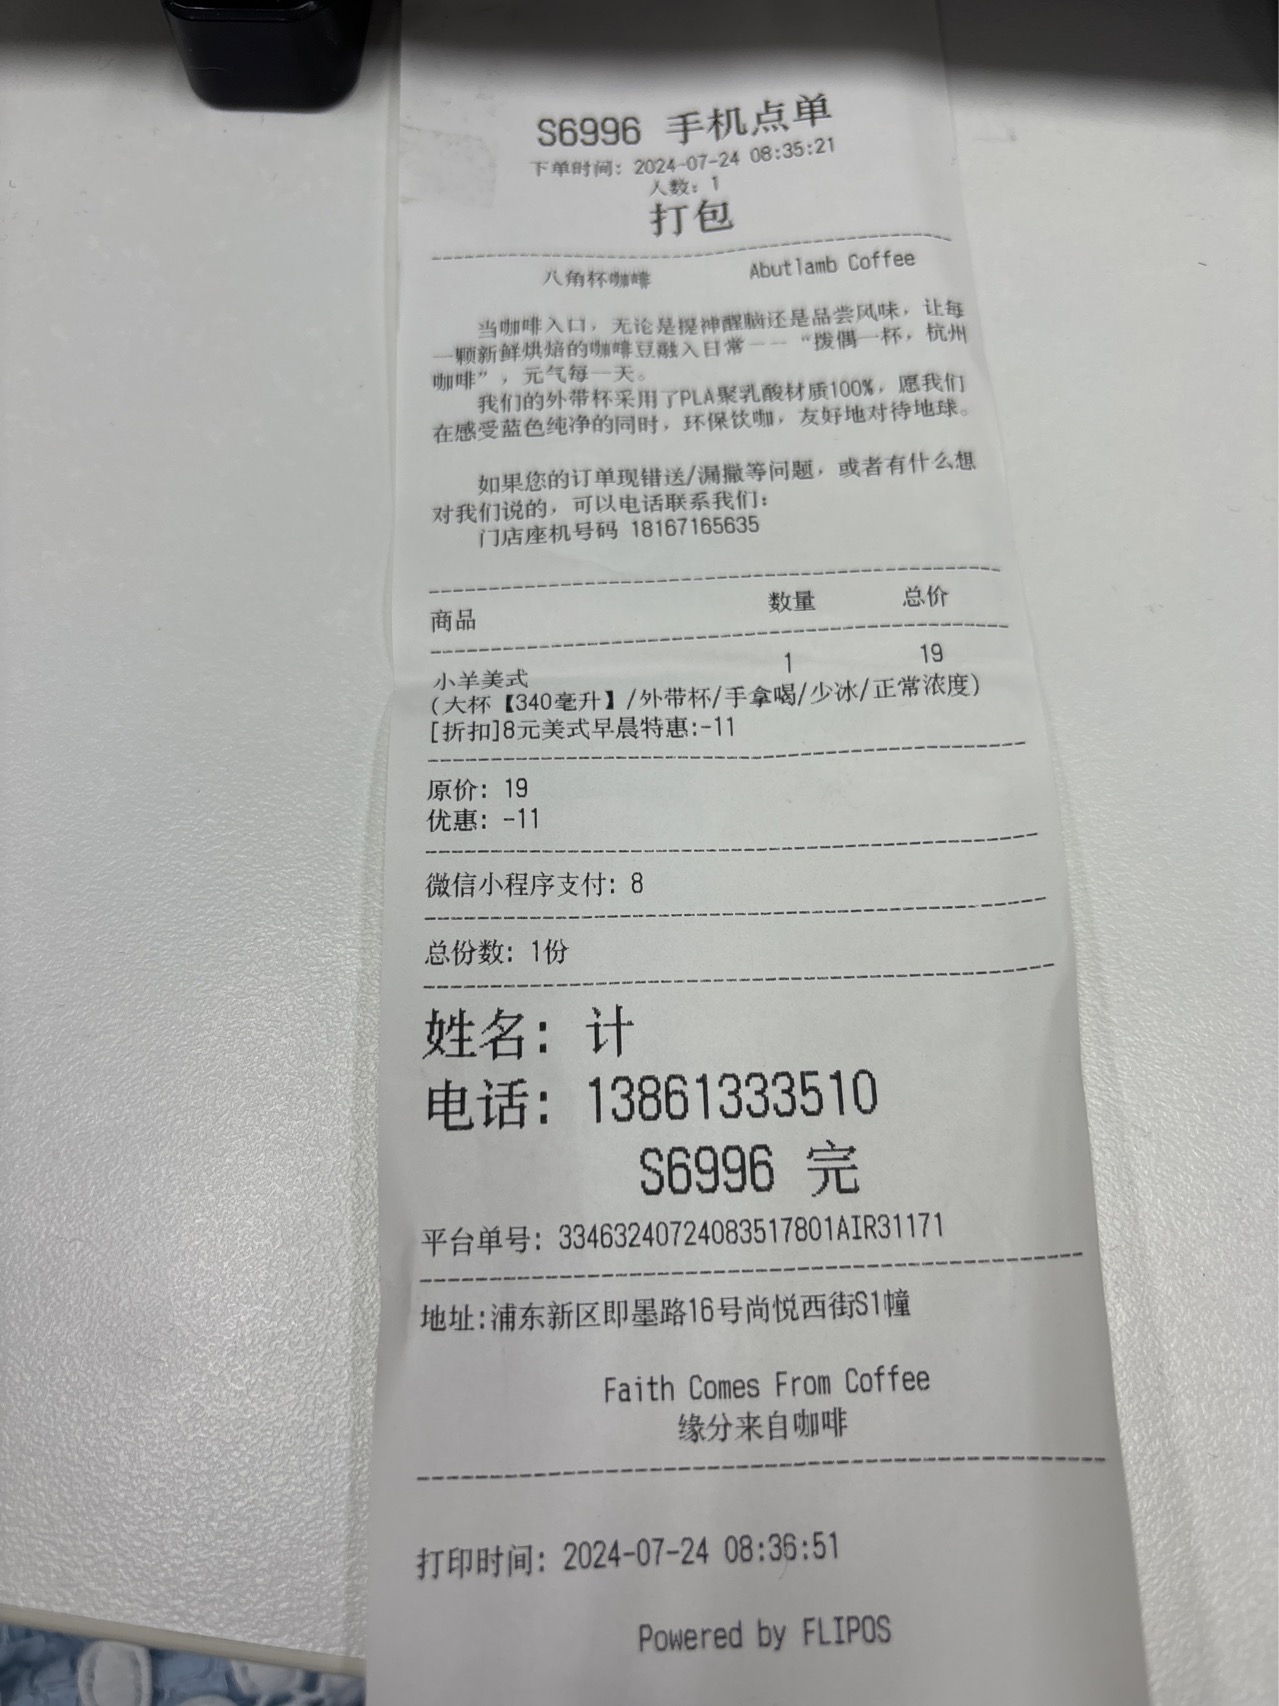 S6996 手机点单
下单时间: 2024-07-24 08:35:21
人数: 1
打包
八角杯咖啡 Abutlamb Coffee
当咖啡入口，无论是提神醒脑还是品尝风味，让每
一颗新鲜烘焙的咖啡豆融入日常——“拨偶一杯，杭州
咖啡”，元气每一天。
我们的外带杯采用了PLA聚乳酸材质100%，愿我们
在感受蓝色纯净的同时，环保饮咖，友好地对待地球。
如果您的订单现错送/漏撒等问题，或者有什么想
对我们说的，可以电话联系我们:
门店座机号码 18167165635
商品 数量 总价
小羊美式 1 19
(大杯【340毫升】/外带杯/手拿喝/少冰/正常浓度)
[折扣]8元美式早晨特惠:-11
原价: 19
优惠: -11
微信小程序支付: 8
总份数: 1份
姓名: 计
电话: 13861333510
S6996 完
平台单号: 33463240724083517801AIR31171
地址:浦东新区即墨路16号尚悦西街S1幢
Faith Comes From Coffee
缘分来自咖啡
打印时间: 2024-07-24 08:36:51
Powered by FLIPOS